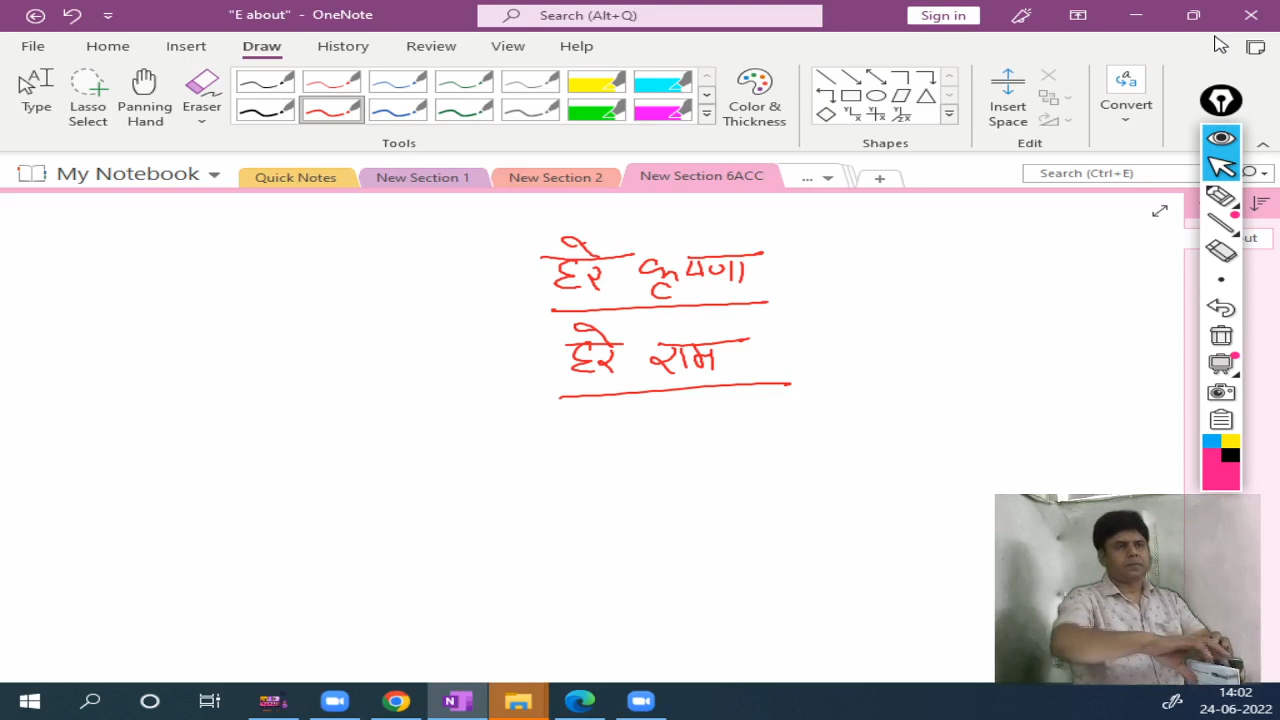 "E about" - OneNote
Search (Alt+Q)
Sign in
File Home Insert Draw History Review View Help
Type
Lasso Select
Panning Hand
Eraser
Color & Thickness
Insert Space
Convert
Tools
Shapes
Edit
My Notebook
Quick Notes
New Section 1
New Section 2
New Section 6ACC
...
Search (Ctrl+E)
out
हरे कृष्णा
हरे राम
14:02
24-06-2022